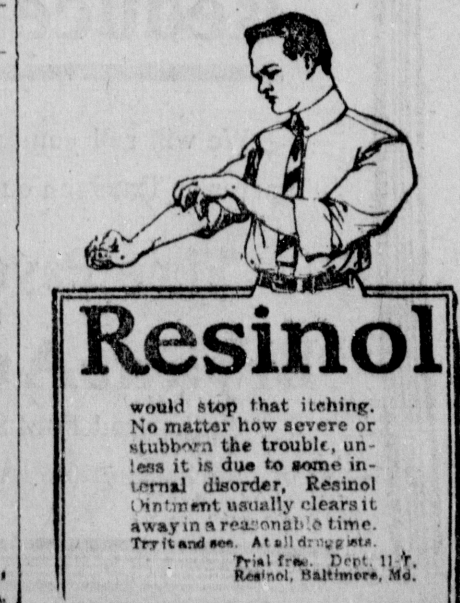 Resinol
would stop that itching.
No matter how severe or
stubborn the trouble, un-
less it is due to some in-
ternal disorder, Resinol
Ointment usually clears it
away in a reasonable time.
Try it and see. At all druggists.
Trial free. Dept. 11-T,
Resinol, Baltimore, Md.